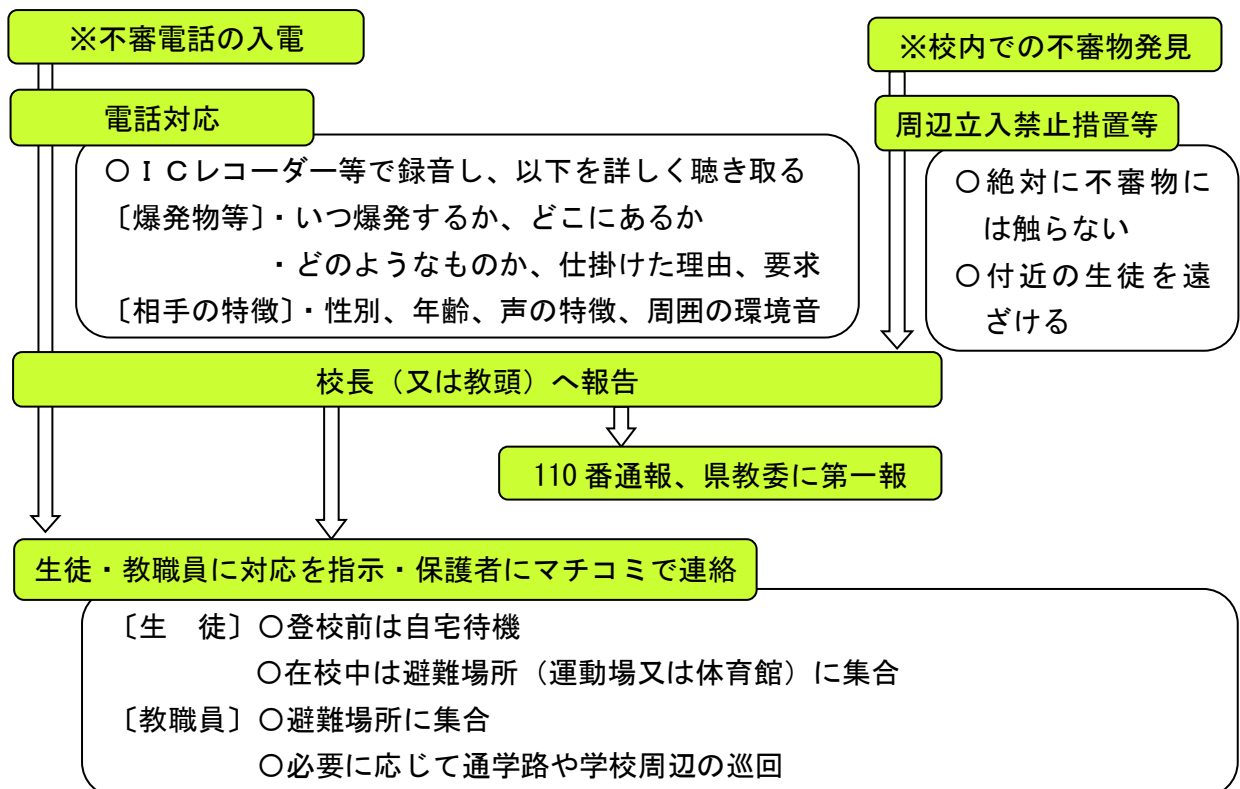 ※不審電話の入電
※校内での不審物発見
電話対応
周辺立入禁止措置等
〇ＩＣレコーダー等で録音し、以下を詳しく聴き取る
〔爆発物等〕・いつ爆発するか、どこにあるか
・どのようなものか、仕掛けた理由、要求
〔相手の特徴〕・性別、年齢、声の特徴、周囲の環境音
〇絶対に不審物に
は触らない
〇付近の生徒を遠
ざける
校長（又は教頭）へ報告
110番通報、県教委に第一報
生徒・教職員に対応を指示・保護者にマチコミで連絡
〔生　徒〕〇登校前は自宅待機
〇在校中は避難場所（運動場又は体育館）に集合
〔教職員〕〇避難場所に集合
〇必要に応じて通学路や学校周辺の巡回